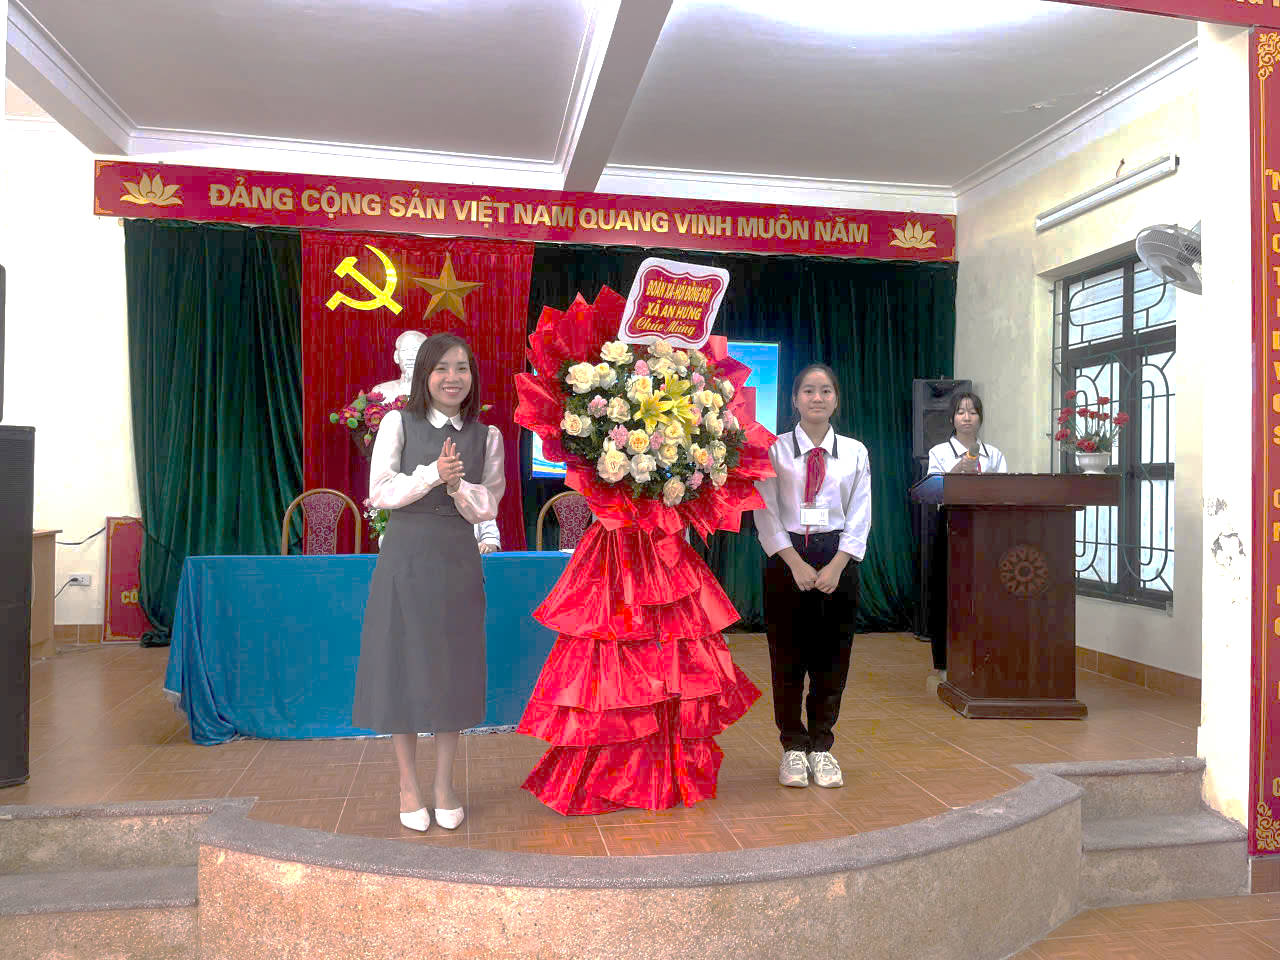 ĐẢNG CỘNG SẢN VIỆT NAM QUANG VINH MUÔN NĂM
ĐOÀN XÃ - HỘI ĐỒNG ĐỘI
XÃ AN HƯNG
Chúc Mừng